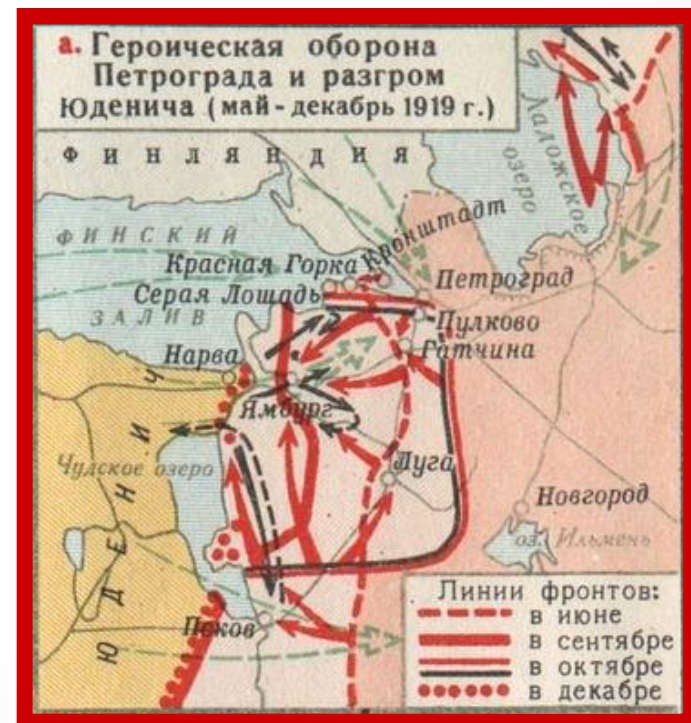 а. Героическая оборона
Петрограда и разгром
Юденича (май-декабрь 1919 г.)
ФИНЛЯНДИЯ
Ладожское
озеро
ФИНСКИЙ
ЗАЛИВ
Кронштадт
Красная Горка
Серая Лошадь
Петроград
Пулково
Гатчина
Нарва
Ямбург
Чудское озеро
Луга
Новгород
оз. Ильмень
Псков
ЮДЕНИЧ
Линии фронтов:
в июне
в сентябре
в октябре
в декабре